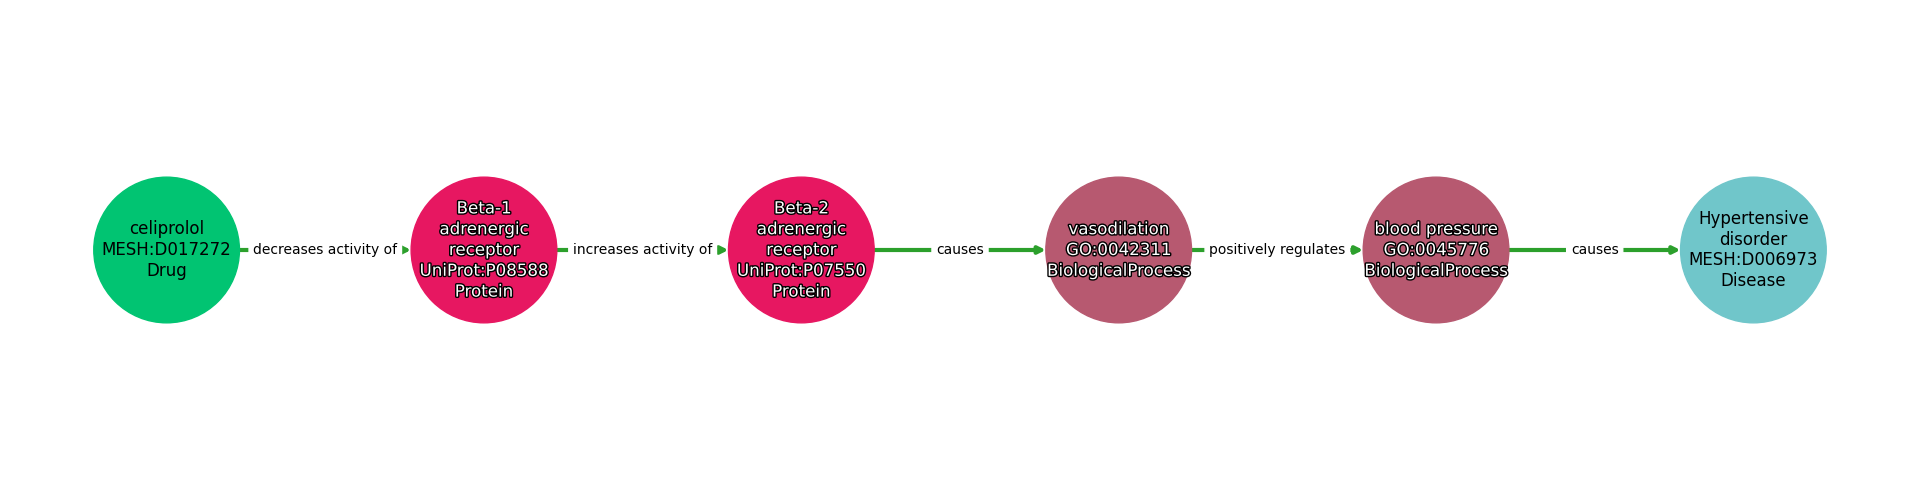 celiprolol
MESH:D017272
Drug
decreases activity of
Beta-1
adrenergic
receptor
UniProt:P08588
Protein
increases activity of
Beta-2
adrenergic
receptor
UniProt:P07550
Protein
causes
vasodilation
GO:0042311
BiologicalProcess
positively regulates
blood pressure
GO:0045776
BiologicalProcess
causes
Hypertensive
disorder
MESH:D006973
Disease